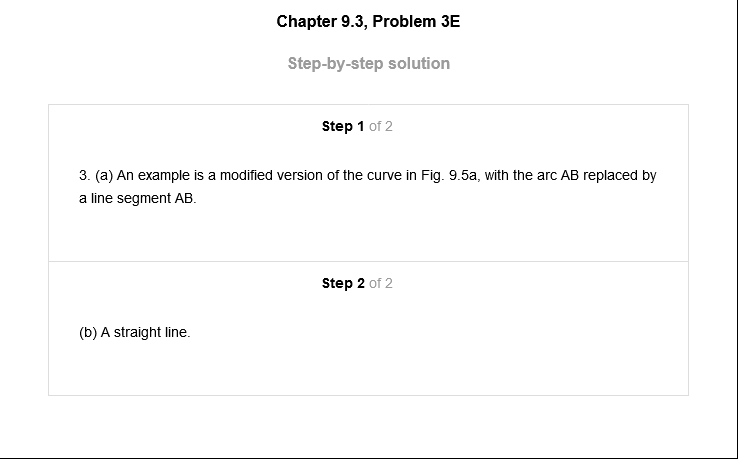 Chapter 9.3, Problem 3E
Step-by-step solution
Step 1 of 2
3. (a) An example is a modified version of the curve in Fig. 9.5a, with the arc AB replaced by
a line segment AB.
Step 2 of 2
(b) A straight line.